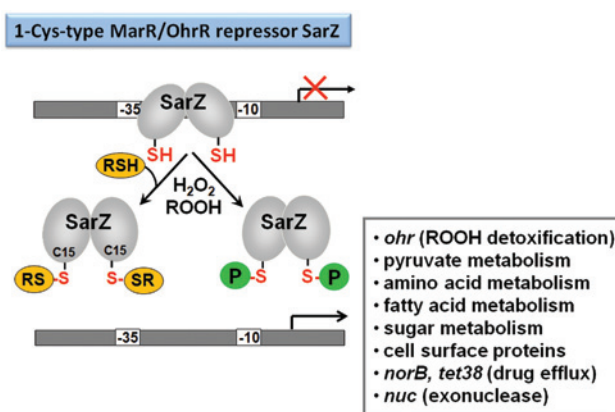 1-Cys-type MarR/OhrR repressor SarZ
-35 SarZ -10
SH SH
RSH
H₂O₂
ROOH
SarZ SarZ
C15 C15
RS -S S- SR P -S S- P
-35 -10
• ohr (ROOH detoxification)
• pyruvate metabolism
• amino acid metabolism
• fatty acid metabolism
• sugar metabolism
• cell surface proteins
• norB, tet38 (drug efflux)
• nuc (exonuclease)